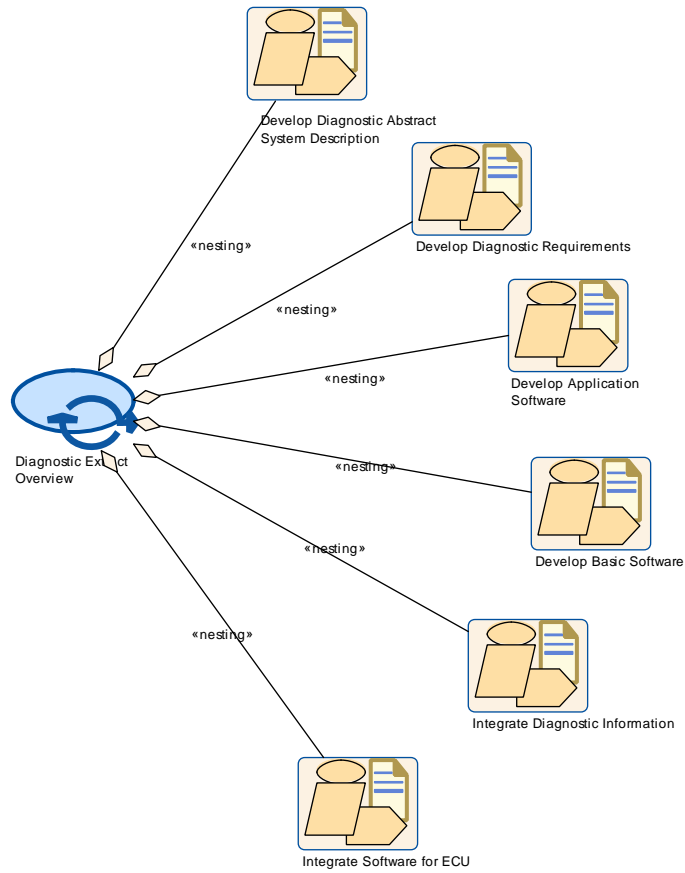 Develop Diagnostic Abstract
System Description
«nesting»
Develop Diagnostic Requirements
«nesting»
Develop Application
Software
«nesting»
Diagnostic Extract
Overview
«nesting»
Develop Basic Software
«nesting»
«nesting»
Integrate Diagnostic Information
Integrate Software for ECU